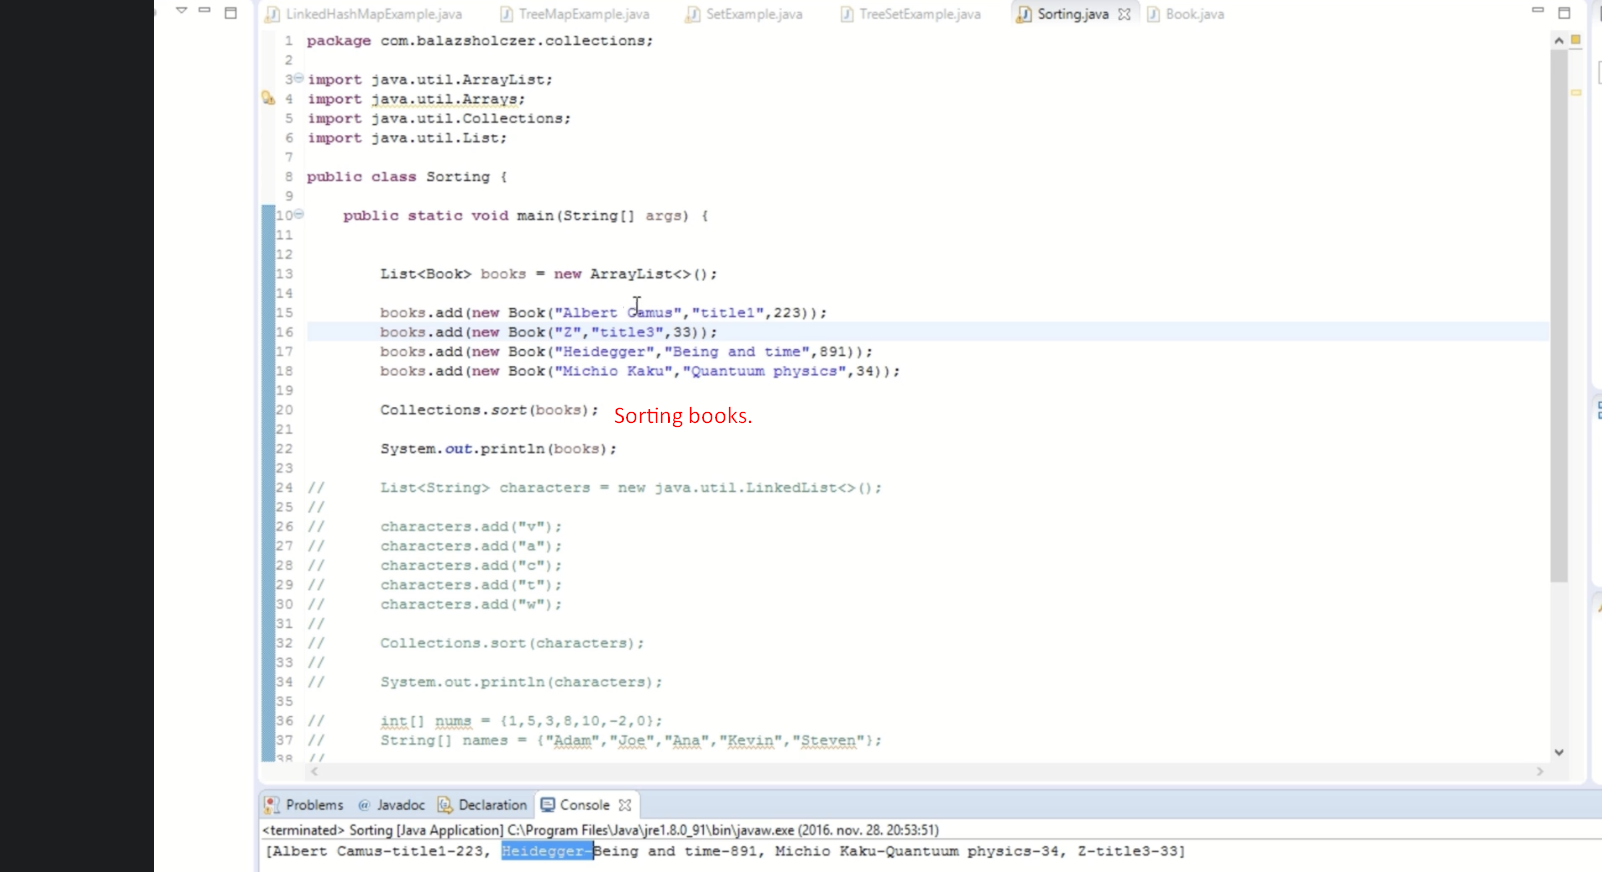 LinkedHashMapExample.java TreeMapExample.java SetExample.java TreeSetExample.java Sorting.java Book.java
1 package com.balazsholczer.collections;
2
3 import java.util.ArrayList;
4 import java.util.Arrays;
5 import java.util.Collections;
6 import java.util.List;
7
8 public class Sorting {
9
10 public static void main(String[] args) {
11
12
13 List<Book> books = new ArrayList<>();
14
15 books.add(new Book("Albert Camus","title1",223));
16 books.add(new Book("Z","title3",33));
17 books.add(new Book("Heidegger","Being and time",891));
18 books.add(new Book("Michio Kaku","Quantuum physics",34));
19
20 Collections.sort(books); Sorting books.
21
22 System.out.println(books);
23
24 // List<String> characters = new java.util.LinkedList<>();
25 //
26 // characters.add("v");
27 // characters.add("a");
28 // characters.add("c");
29 // characters.add("t");
30 // characters.add("w");
31 //
32 // Collections.sort(characters);
33 //
34 // System.out.println(characters);
35
36 // int[] nums = {1,5,3,8,10,-2,0};
37 // String[] names = {"Adam","Joe","Ana","Kevin","Steven"};
38 //
Problems @ Javadoc Declaration Console
<terminated> Sorting [Java Application] C:\Program Files\Java\jre1.8.0_91\bin\javaw.exe (2016. nov. 28. 20:53:51)
[Albert Camus-title1-223, Heidegger-Being and time-891, Michio Kaku-Quantuum physics-34, Z-title3-33]